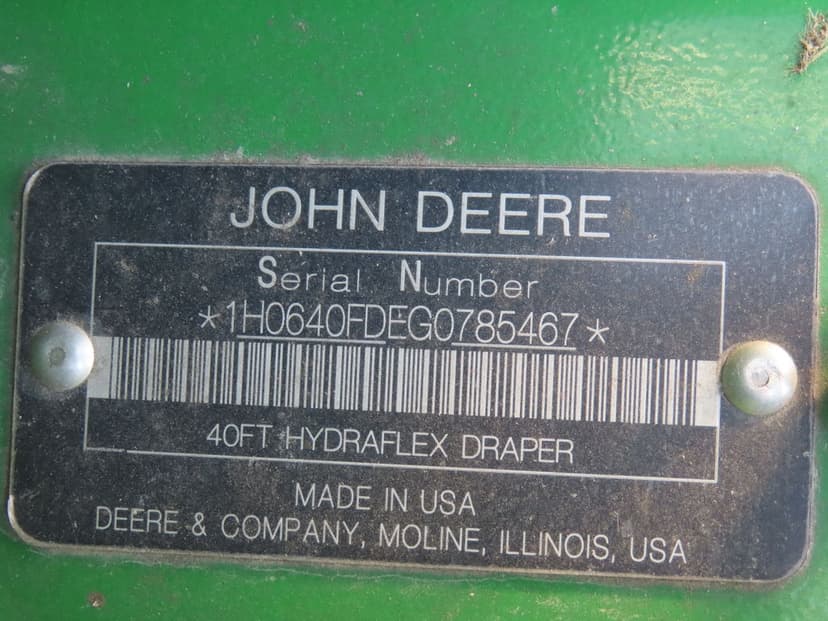 JOHN DEERE
Serial Number
*1H0640FDEG0785467*
40FT HYDRAFLEX DRAPER
MADE IN USA
DEERE & COMPANY, MOLINE, ILLINOIS, USA